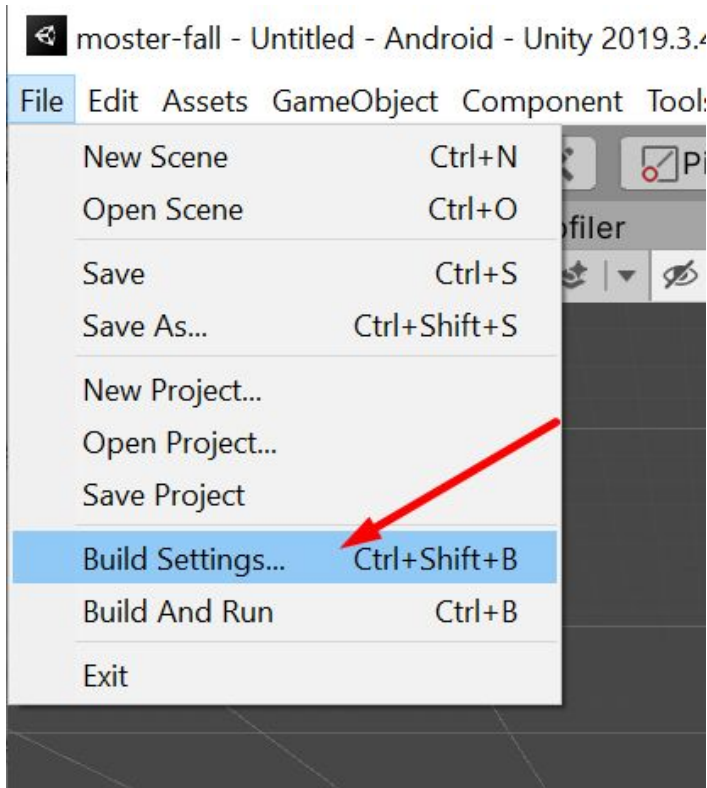 moster-fall - Untitled - Android - Unity 2019.3.4
File Edit Assets GameObject Component Tools
New Scene Ctrl+N
Open Scene Ctrl+O
Save Ctrl+S
Save As... Ctrl+Shift+S
New Project...
Open Project...
Save Project
Build Settings... Ctrl+Shift+B
Build And Run Ctrl+B
Exit